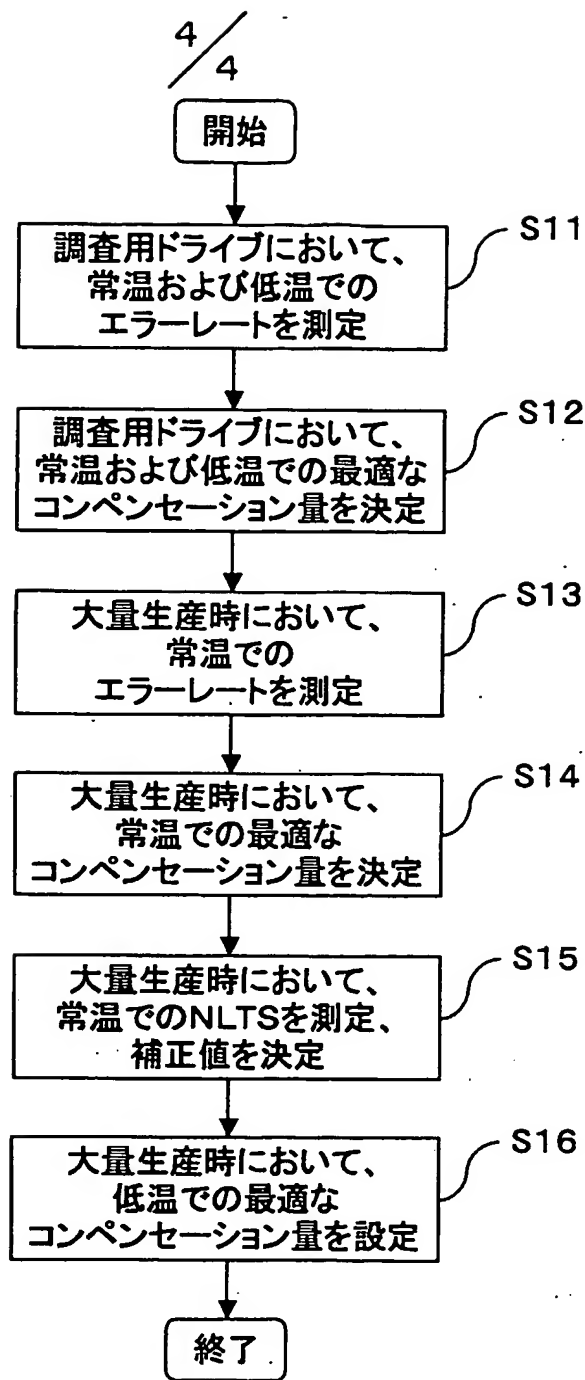 4/4
開始
調査用ドライブにおいて、
常温および低温での
エラーレートを測定
S11
調査用ドライブにおいて、
常温および低温での最適な
コンペンセーション量を決定
S12
大量生産時において、
常温での
エラーレートを測定
S13
大量生産時において、
常温での最適な
コンペンセーション量を決定
S14
大量生産時において、
常温でのNLTSを測定、
補正値を決定
S15
大量生産時において、
低温での最適な
コンペンセーション量を設定
S16
終了